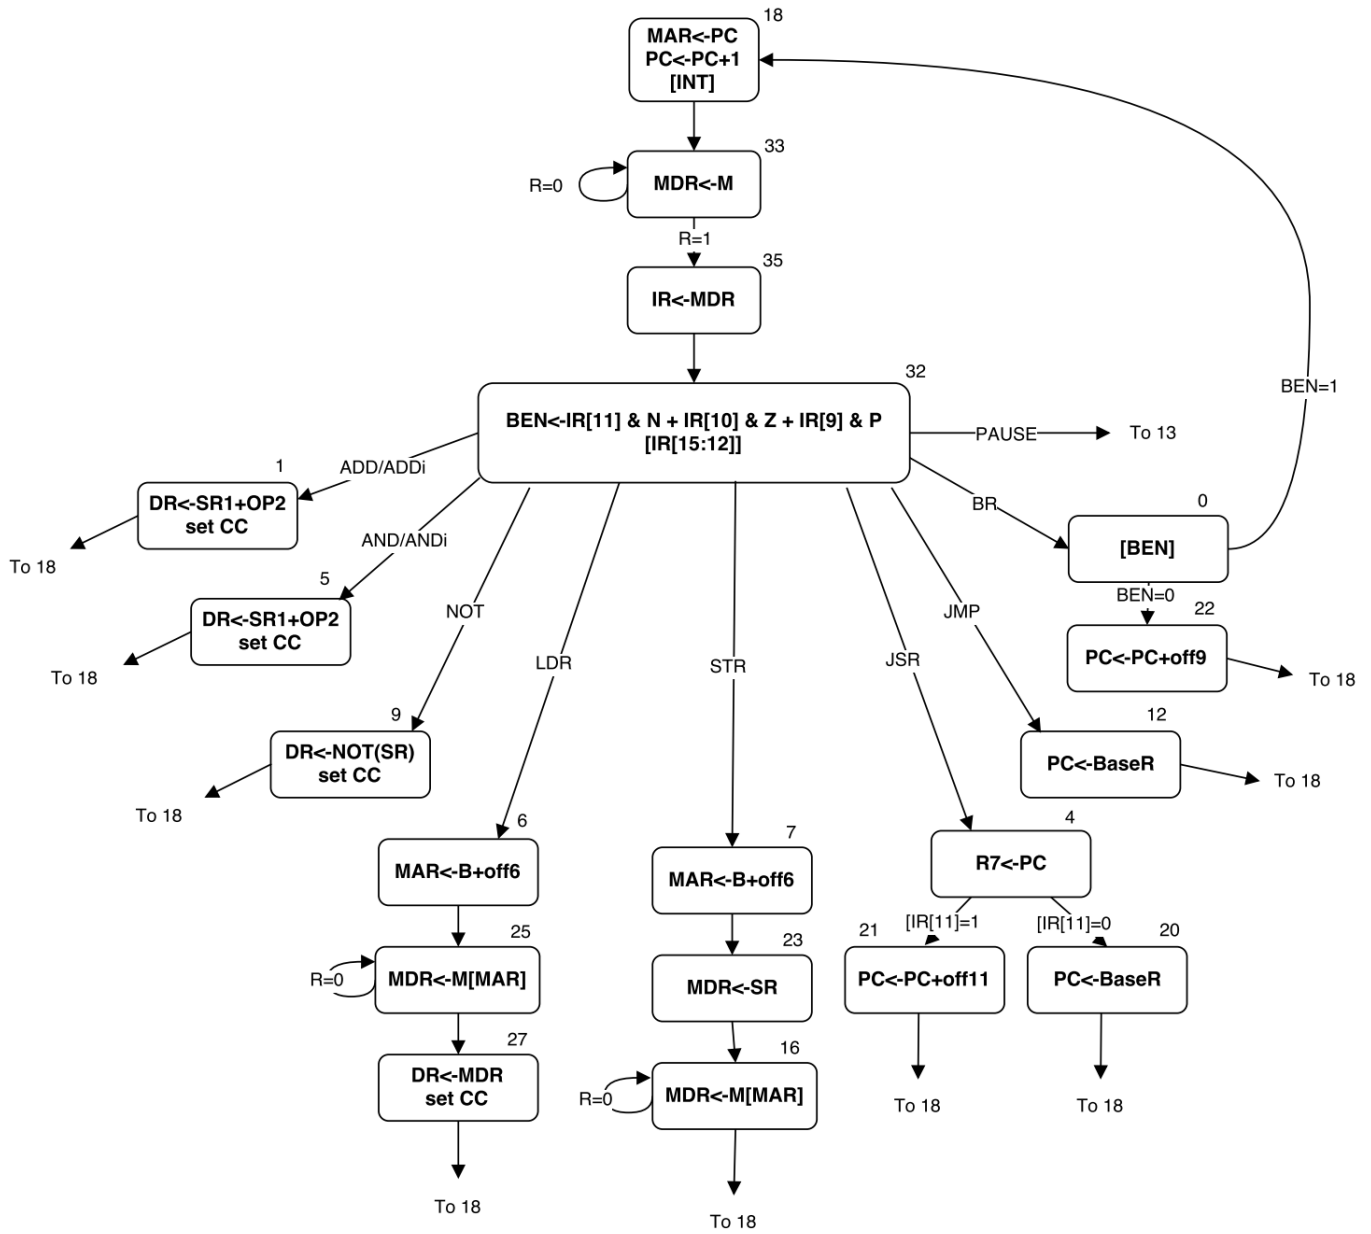 18
MAR<-PC
PC<-PC+1
[INT]
33
R=0
MDR<-M
R=1
35
IR<-MDR
32
BEN<-IR[11] & N + IR[10] & Z + IR[9] & P
[IR[15:12]]
BEN=1
PAUSE
To 13
ADD/ADDi
1
DR<-SR1+OP2
set CC
To 18
BR
0
[BEN]
BEN=0
AND/ANDi
5
DR<-SR1+OP2
set CC
To 18
22
PC<-PC+off9
To 18
NOT
LDR
STR
JSR
JMP
9
DR<-NOT(SR)
set CC
To 18
12
PC<-BaseR
To 18
6
MAR<-B+off6
7
MAR<-B+off6
4
R7<-PC
[IR[11]=1
[IR[11]=0
25
R=0
MDR<-M[MAR]
23
MDR<-SR
21
PC<-PC+off11
20
PC<-BaseR
27
DR<-MDR
set CC
16
R=0
MDR<-M[MAR]
To 18
To 18
To 18
To 18